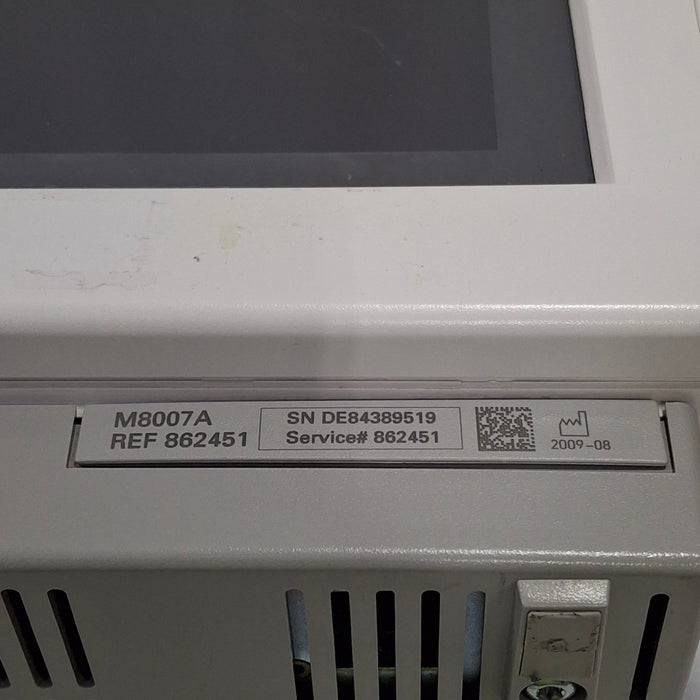 M8007A
REF 862451
SN DE84389519
Service# 862451
2009-08